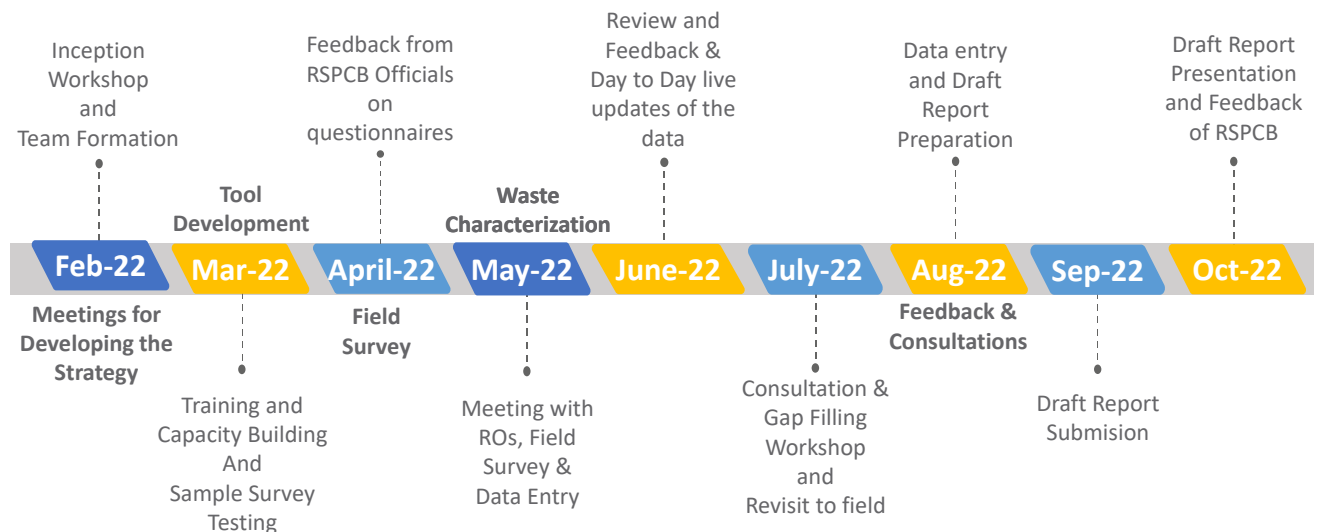 Inception
Workshop
and
Team Formation
Feedback from
RSPCB Officials
on
questionnaires
Review and
Feedback &
Day to Day live
updates of the
data
Data entry
and Draft
Report
Preparation
Draft Report
Presentation
and Feedback
of RSPCB
Tool
Development
Waste
Characterization
Feb-22
Mar-22
April-22
May-22
June-22
July-22
Aug-22
Sep-22
Oct-22
Meetings for
Developing the
Strategy
Field
Survey
Feedback &
Consultations
Training and
Capacity Building
And
Sample Survey
Testing
Meeting with
ROs, Field
Survey &
Data Entry
Consultation &
Gap Filling
Workshop
and
Revisit to field
Draft Report
Submision